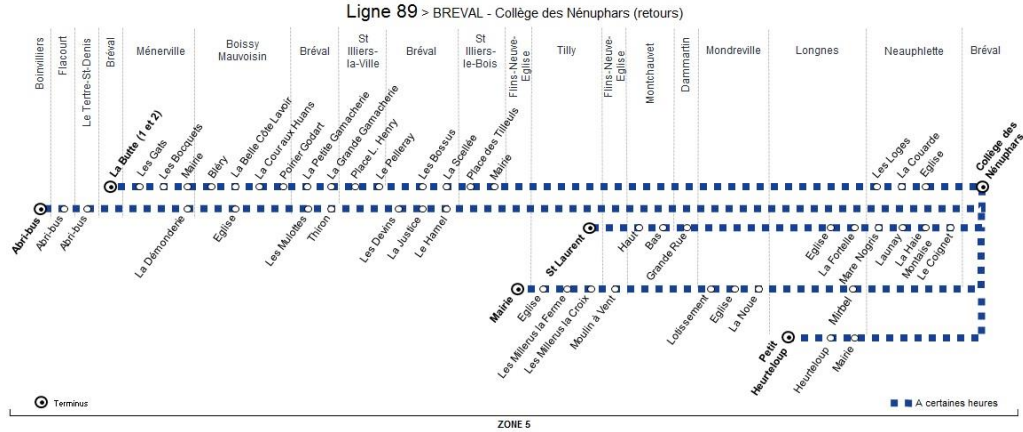 Ligne 89 > BREVAL - Collège des Nénuphars (retours)
Boinvilliers
Flacourt
Le Tertre-St-Denis
Bréval
Ménerville
Boissy
Mauvoisin
Bréval
St
Illiers-
la-Ville
Bréval
St
Illiers-
le-Bois
Flins-Neuve-
Eglise
Tilly
Flins-Neuve-
Eglise
Montchauvet
Dammartin
Mondreville
Longnes
Neauphlette
Bréval
La Butte (1 et 2)
Les Gats
Les Bocquets
Mairie
Bléry
La Belle Côte Lavoir
La Cour aux Huans
Poirier Godart
La Petite Gamacherie
La Grande Gamacherie
Place L. Henry
Le Pelleray
Les Bossus
La Scellée
Place des Tilleuls
Mairie
Les Loges
La Couarde
Eglise
Collège des
Nénuphars
Abri-bus
Abri-bus
Abri-bus
La Démonderie
Eglise
Les Mulottes
Thiron
Les Devins
La Justice
Le Hamel
St Laurent
Haut
Bas
Grande Rue
Eglise
La Fortelle
Mare Nogris
Launay
La Haie
Montaise
Le Coignet
Mairie
Eglise
Les Millerus la Ferme
Les Millerus la Croix
Moulin à Vent
Lotissement
Eglise
La Noue
Mirbel
Petit
Heurteloup
Heurteloup
Mairie
Terminus
A certaines heures
ZONE 5